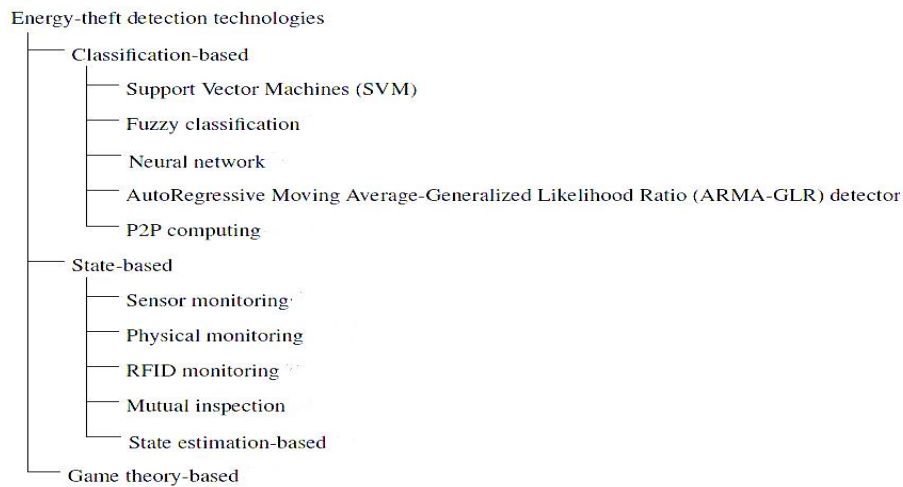 Energy-theft detection technologies
Classification-based
Support Vector Machines (SVM)
Fuzzy classification
Neural network
AutoRegressive Moving Average-Generalized Likelihood Ratio (ARMA-GLR) detector
P2P computing
State-based
Sensor monitoring
Physical monitoring
RFID monitoring
Mutual inspection
State estimation-based
Game theory-based